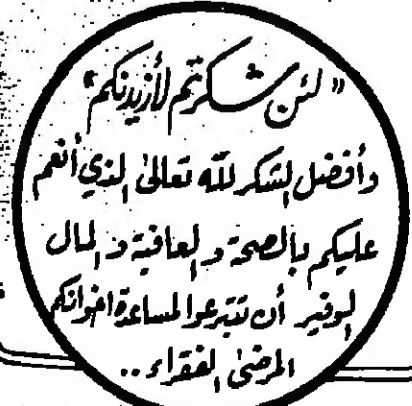 "لئن شكرتم لأزيدنكم"
وأفضل الشكر لله تعالى الذي أنعم
عليكم بالصحة والعافية والمال
الوفير أن تتبرعوا لمساعدة اخوانكم
المرضى الفقراء..